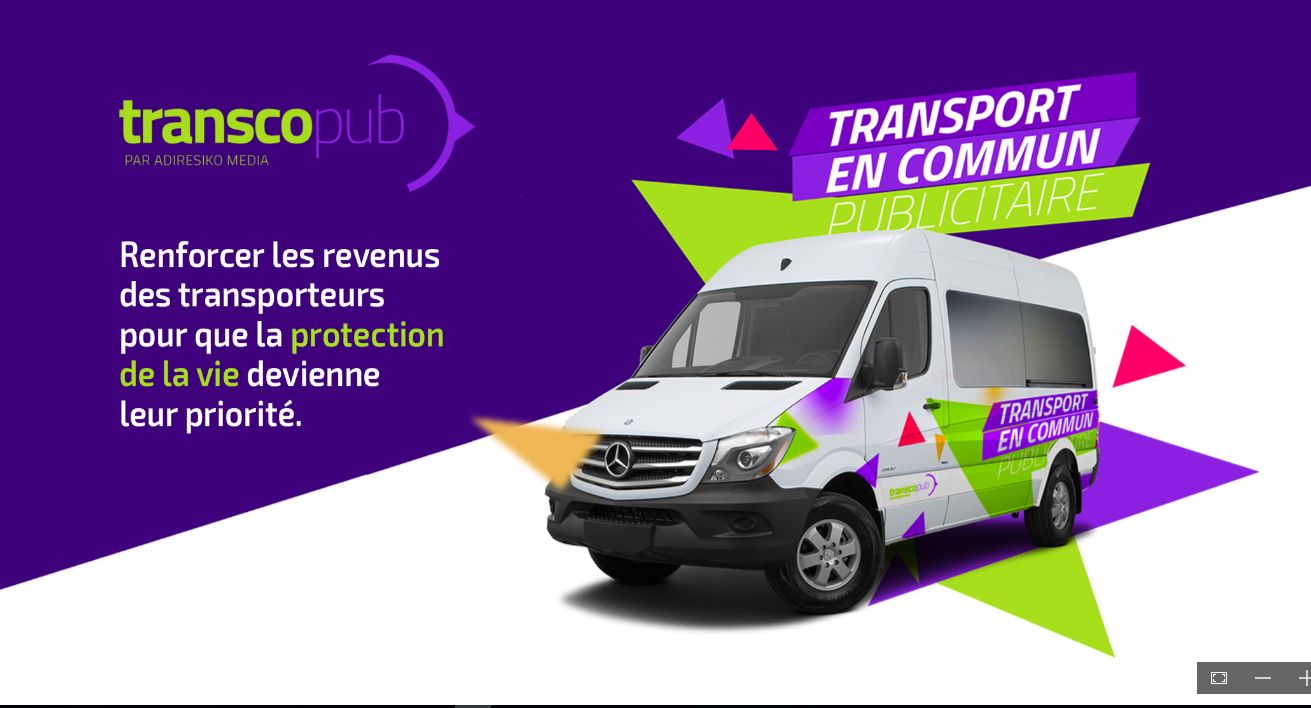 transcopub
PAR ADIRESIKO MEDIA
Renforcer les revenus
des transporteurs
pour que la protection
de la vie devienne
leur priorité.
TRANSPORT
EN COMMUN
PUBLICITAIRE
TRANSPORT
EN COMMUN
PUBLICITAIRE
transcopub